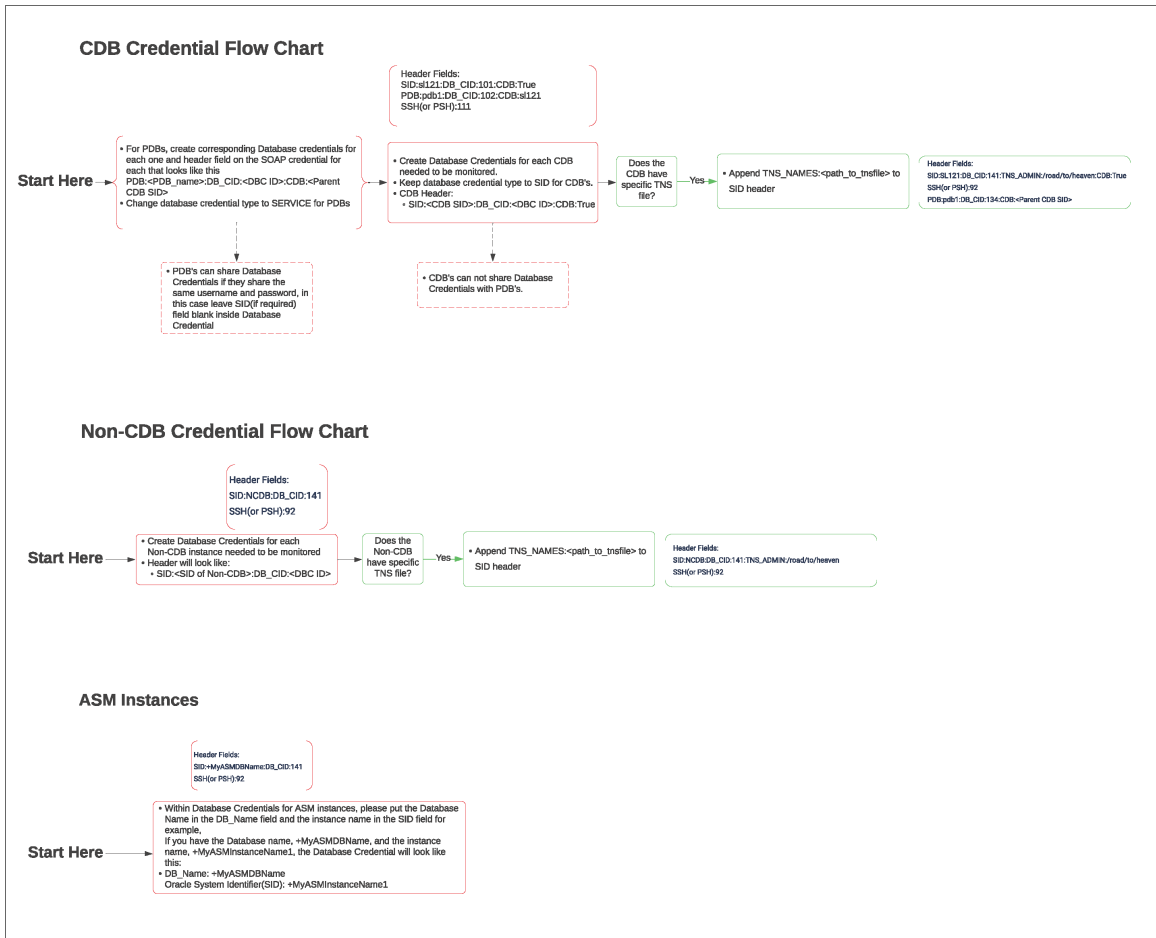 CDB Credential Flow Chart
Header Fields:
SID:sl121:DB_CID:101:CDB:True
PDB:pdb1:DB_CID:102:CDB:sl121
SSH(or PSH):111
Start Here
• For PDBs, create corresponding Database credentials for
each one and header field on the SOAP credential for
each that looks like this
PDB:<PDB_name>:DB_CID:<DBC ID>:CDB:<Parent
CDB SID>
• Change database credential type to SERVICE for PDBs
• Create Database Credentials for each CDB
needed to be monitored.
• Keep database credential type to SID for CDB's.
• CDB Header:
• SID:<CDB SID>:DB_CID:<DBC ID>:CDB:True
Does the
CDB have
specific TNS
file?
Yes
• Append TNS_NAMES:<path_to_tnsfile> to
SID header
Header Fields:
SID:SL121:DB_CID:141:TNS_ADMIN:/road/to/heaven:CDB:True
SSH(or PSH):92
PDB:pdb1:DB_CID:134:CDB:<Parent CDB SID>
• PDB's can share Database
Credentials if they share the
same username and password, in
this case leave SID(if required)
field blank inside Database
Credential
• CDB's can not share Database
Credentials with PDB's.
Non-CDB Credential Flow Chart
Header Fields:
SID:NCDB:DB_CID:141
SSH(or PSH):92
Start Here
• Create Database Credentials for each
Non-CDB instance needed to be monitored
• Header will look like:
• SID:<SID of Non-CDB>:DB_CID:<DBC ID>
Does the
Non-CDB
have specific
TNS file?
Yes
• Append TNS_NAMES:<path_to_tnsfile> to
SID header
Header Fields:
SID:NCDB:DB_CID:141:TNS_ADMIN:/road/to/heaven
SSH(or PSH):92
ASM Instances
Header Fields:
SID:+MyASMDBName:DB_CID:141
SSH(or PSH):92
Start Here
• Within Database Credentials for ASM instances, please put the Database
Name in the DB_Name field and the instance name in the SID field for
example,
If you have the Database name, +MyASMDBName, and the instance
name, +MyASMInstanceName1, the Database Credential will look like
this:
• DB_Name: +MyASMDBName
Oracle System Identifier(SID): +MyASMInstanceName1